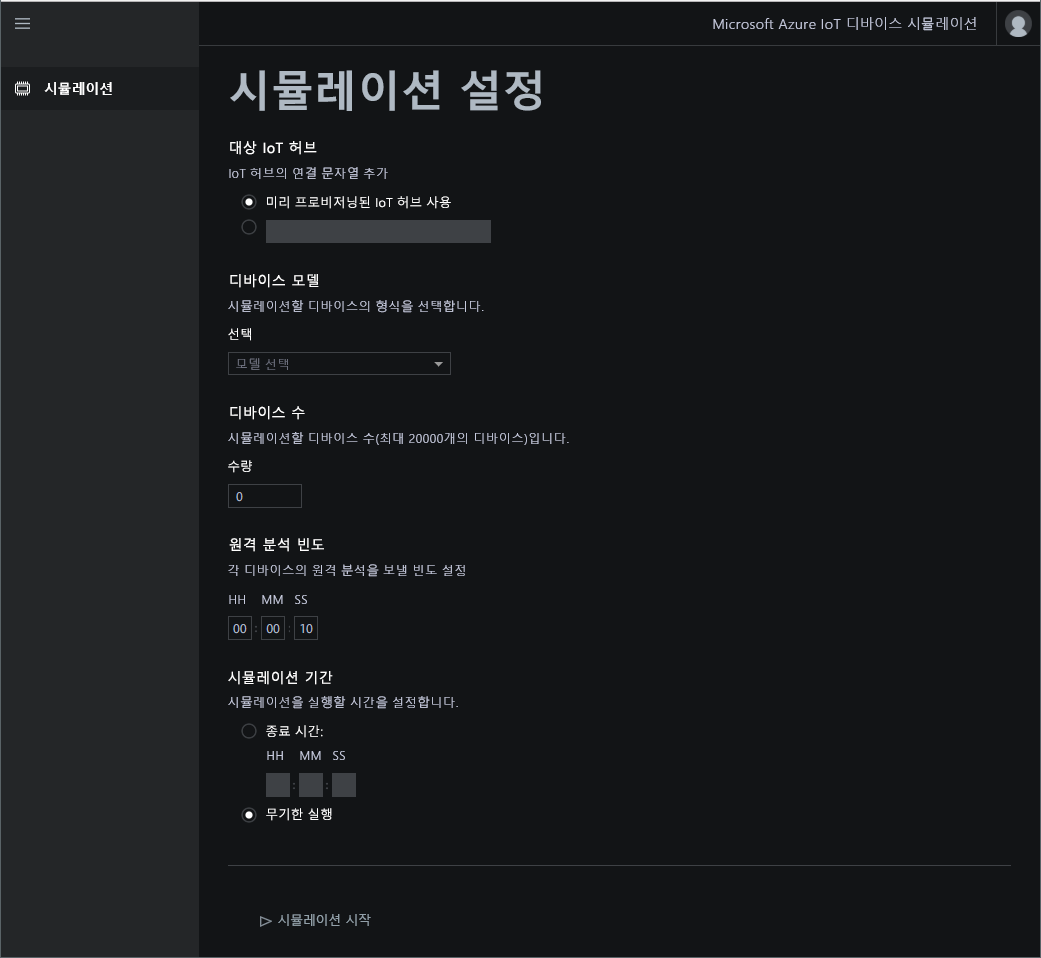 Microsoft Azure IoT 디바이스 시뮬레이션
시뮬레이션
시뮬레이션 설정
대상 IoT 허브
IoT 허브의 연결 문자열 추가
미리 프로비저닝된 IoT 허브 사용
디바이스 모델
시뮬레이션할 디바이스의 형식을 선택합니다.
선택
모델 선택
디바이스 수
시뮬레이션할 디바이스 수(최대 20000개의 디바이스)입니다.
수량
0
원격 분석 빈도
각 디바이스의 원격 분석을 보낼 빈도 설정
HH MM SS
00 : 00 : 10
시뮬레이션 기간
시뮬레이션을 실행할 시간을 설정합니다.
종료 시간:
HH MM SS
: :
무기한 실행
시뮬레이션 시작